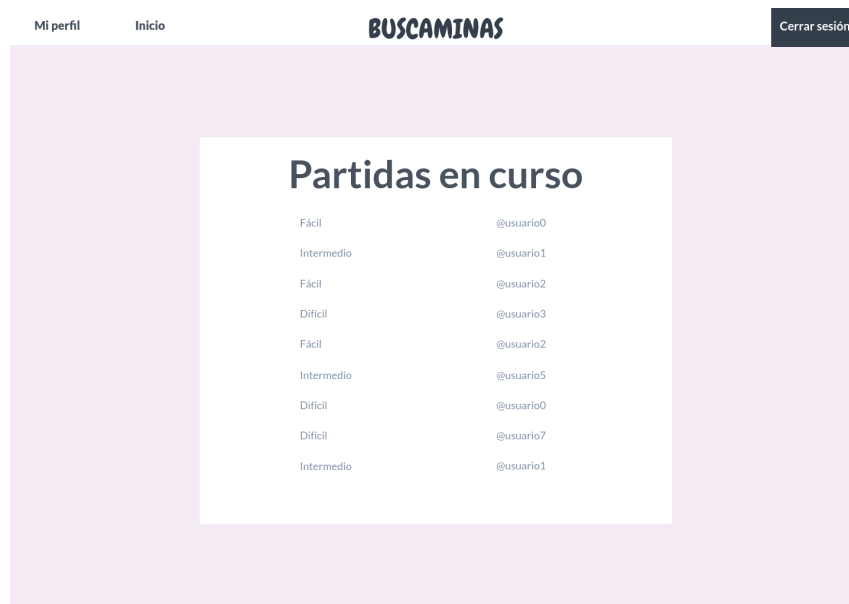 Mi perfil Inicio BUSCAMINAS Cerrar sesión
Partidas en curso
Fácil @usuario0
Intermedio @usuario1
Fácil @usuario2
Difícil @usuario3
Fácil @usuario2
Intermedio @usuario5
Difícil @usuario0
Difícil @usuario7
Intermedio @usuario1